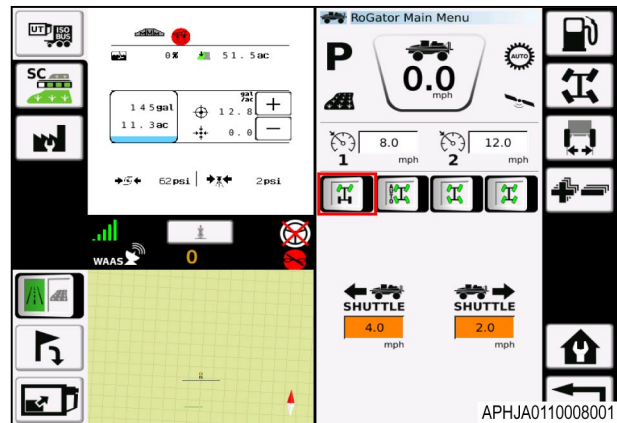 UT ISO BUS
SC
0% 51.5ac
145gal
11.3ac
gal/ac
12.8
+
0.0
−
62psi 2psi
WAAS 0
RoGator Main Menu
P
0.0
mph
AUTO
1 8.0 mph
2 12.0 mph
SHUTTLE
4.0
mph
SHUTTLE
2.0
mph
APHJA0110008001